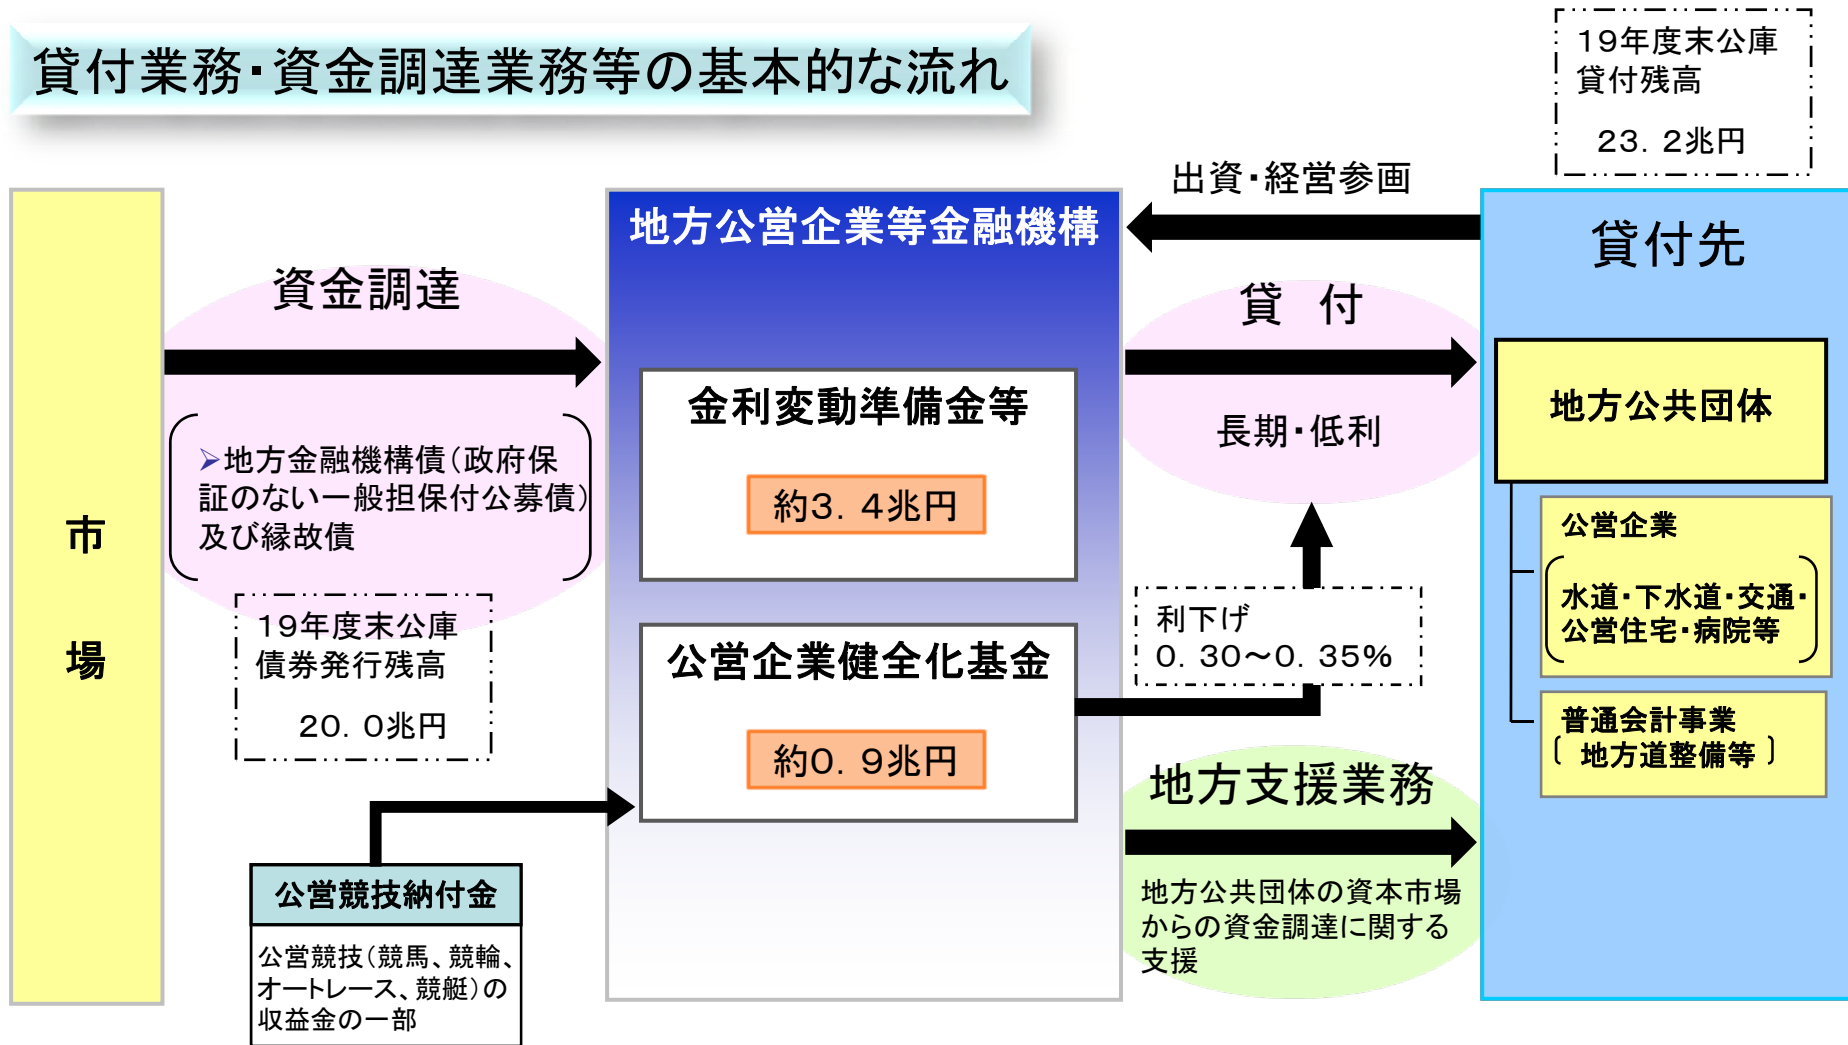 貸付業務・資金調達業務等の基本的な流れ
19年度末公庫
貸付残高
23．2兆円
市
場
資金調達
➢地方金融機構債（政府保
証のない一般担保付公募債）
及び縁故債
19年度末公庫
債券発行残高
20．0兆円
公営競技納付金
公営競技（競馬、競輪、
オートレース、競艇）の
収益金の一部
地方公営企業等金融機構
金利変動準備金等
約3．4兆円
公営企業健全化基金
約0．9兆円
出資・経営参画
貸　付
長期・低利
利下げ
0．30～0．35%
地方支援業務
地方公共団体の資本市場
からの資金調達に関する
支援
貸付先
地方公共団体
公営企業
水道・下水道・交通・
公営住宅・病院等
普通会計事業
〔 地方道整備等 〕